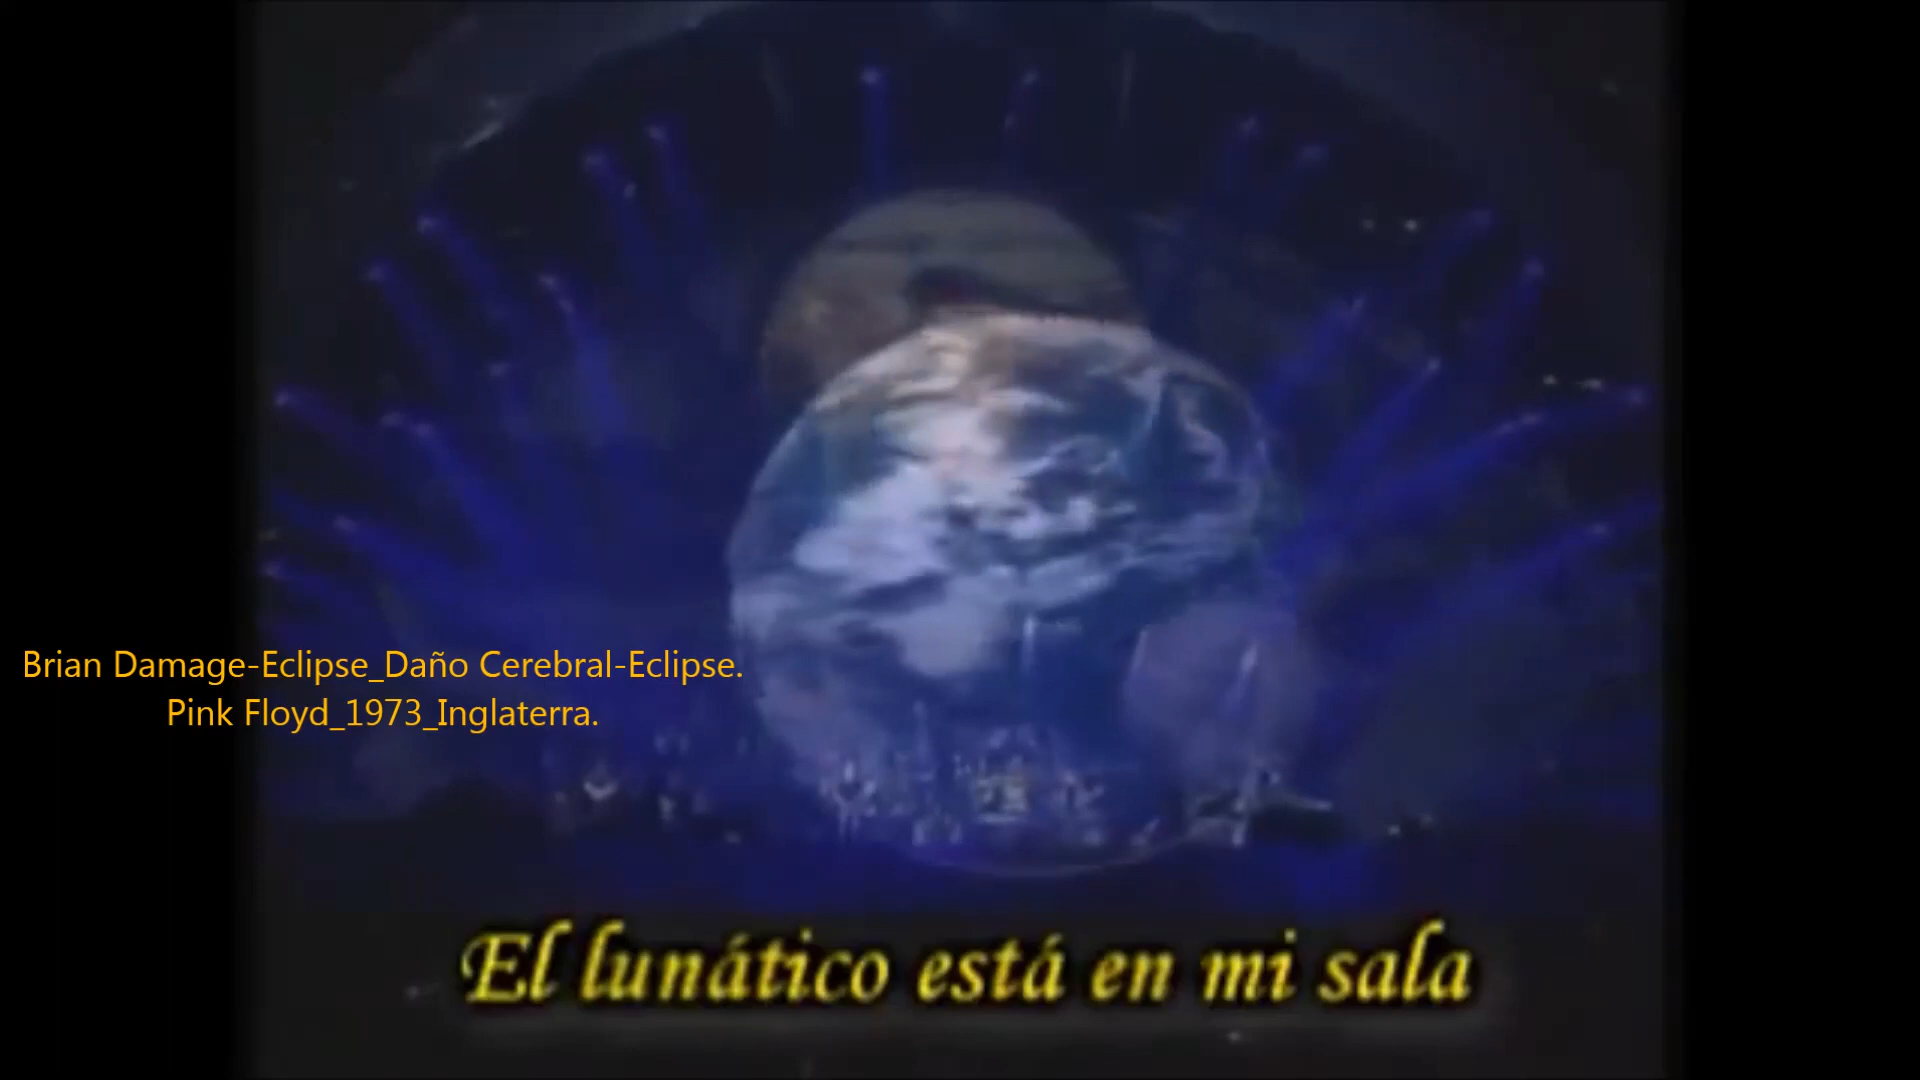 Brian Damage-Eclipse_Daño Cerebral-Eclipse.
Pink Floyd_1973_Inglaterra.
El lunático está en mi sala